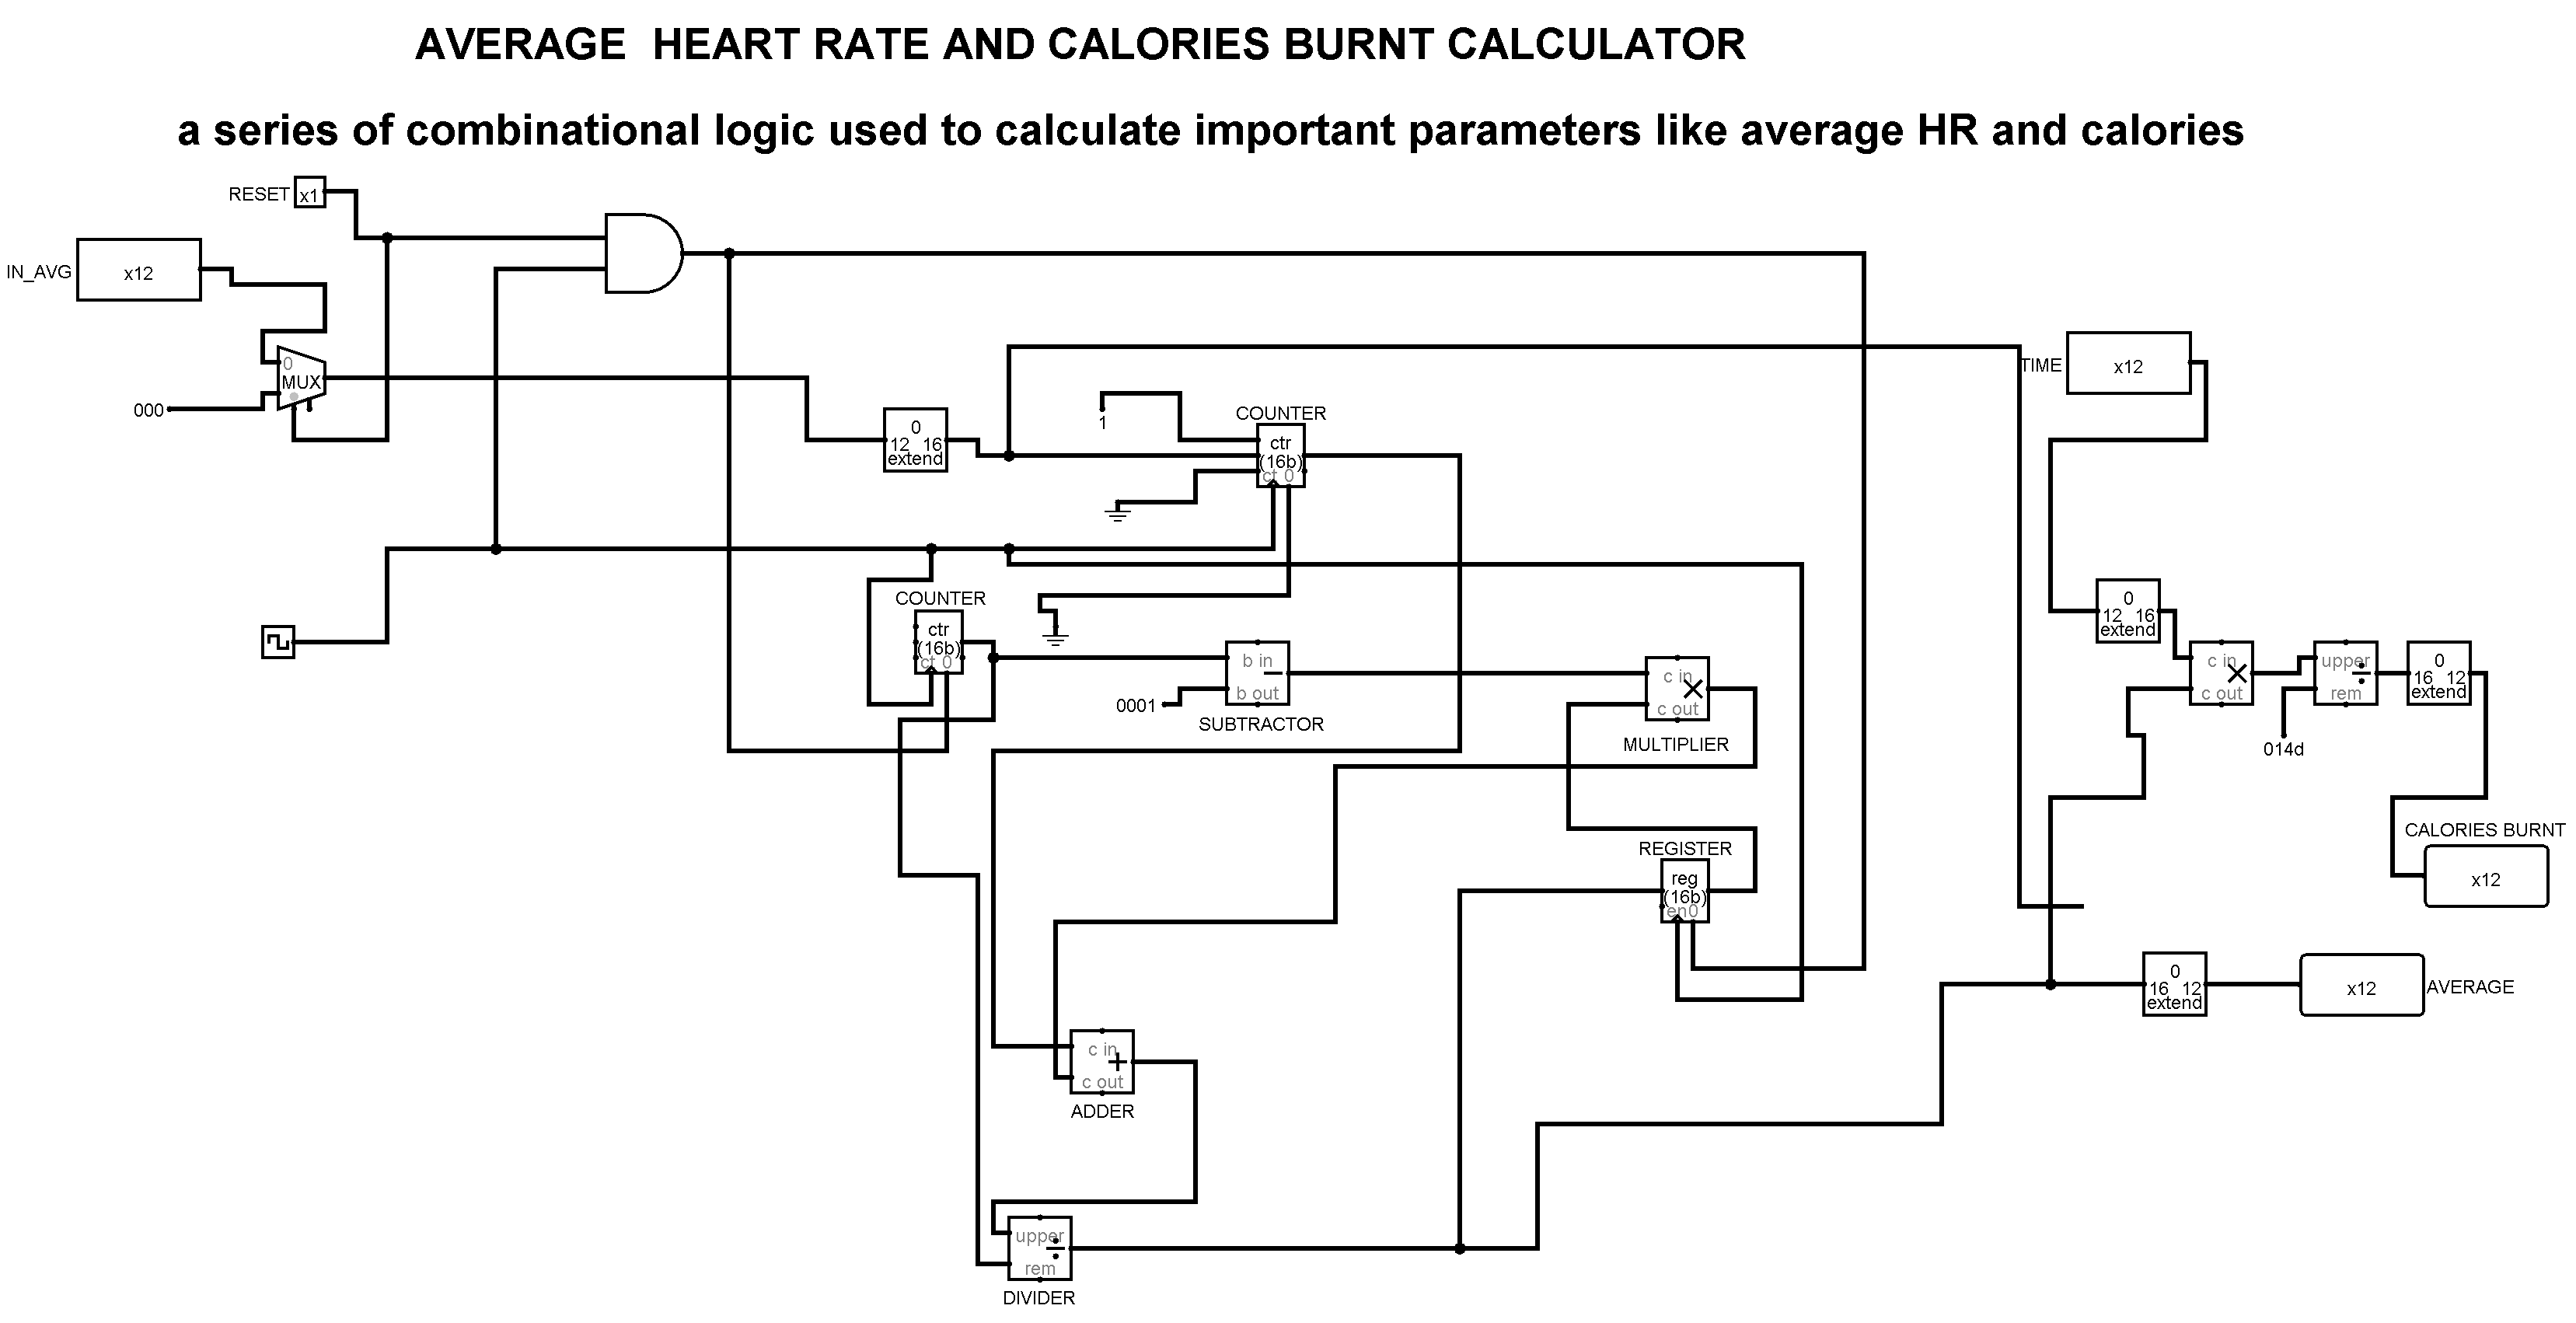 AVERAGE  HEART RATE AND CALORIES BURNT CALCULATOR
a series of combinational logic used to calculate important parameters like average HR and calories
RESET x1
IN_AVG x12
0
MUX
000
0
12 16
extend
1
COUNTER
ctr
(16b)
ct 0
TIME x12
COUNTER
ctr
(16b)
ct 0
b in
b out
0001
SUBTRACTOR
c in
c out
MULTIPLIER
0
12 16
extend
c in
c out
upper
rem
014d
0
16 12
extend
CALORIES BURNT
x12
REGISTER
reg
(16b)
en0
0
16 12
extend
x12 AVERAGE
c in
c out
ADDER
upper
rem
DIVIDER